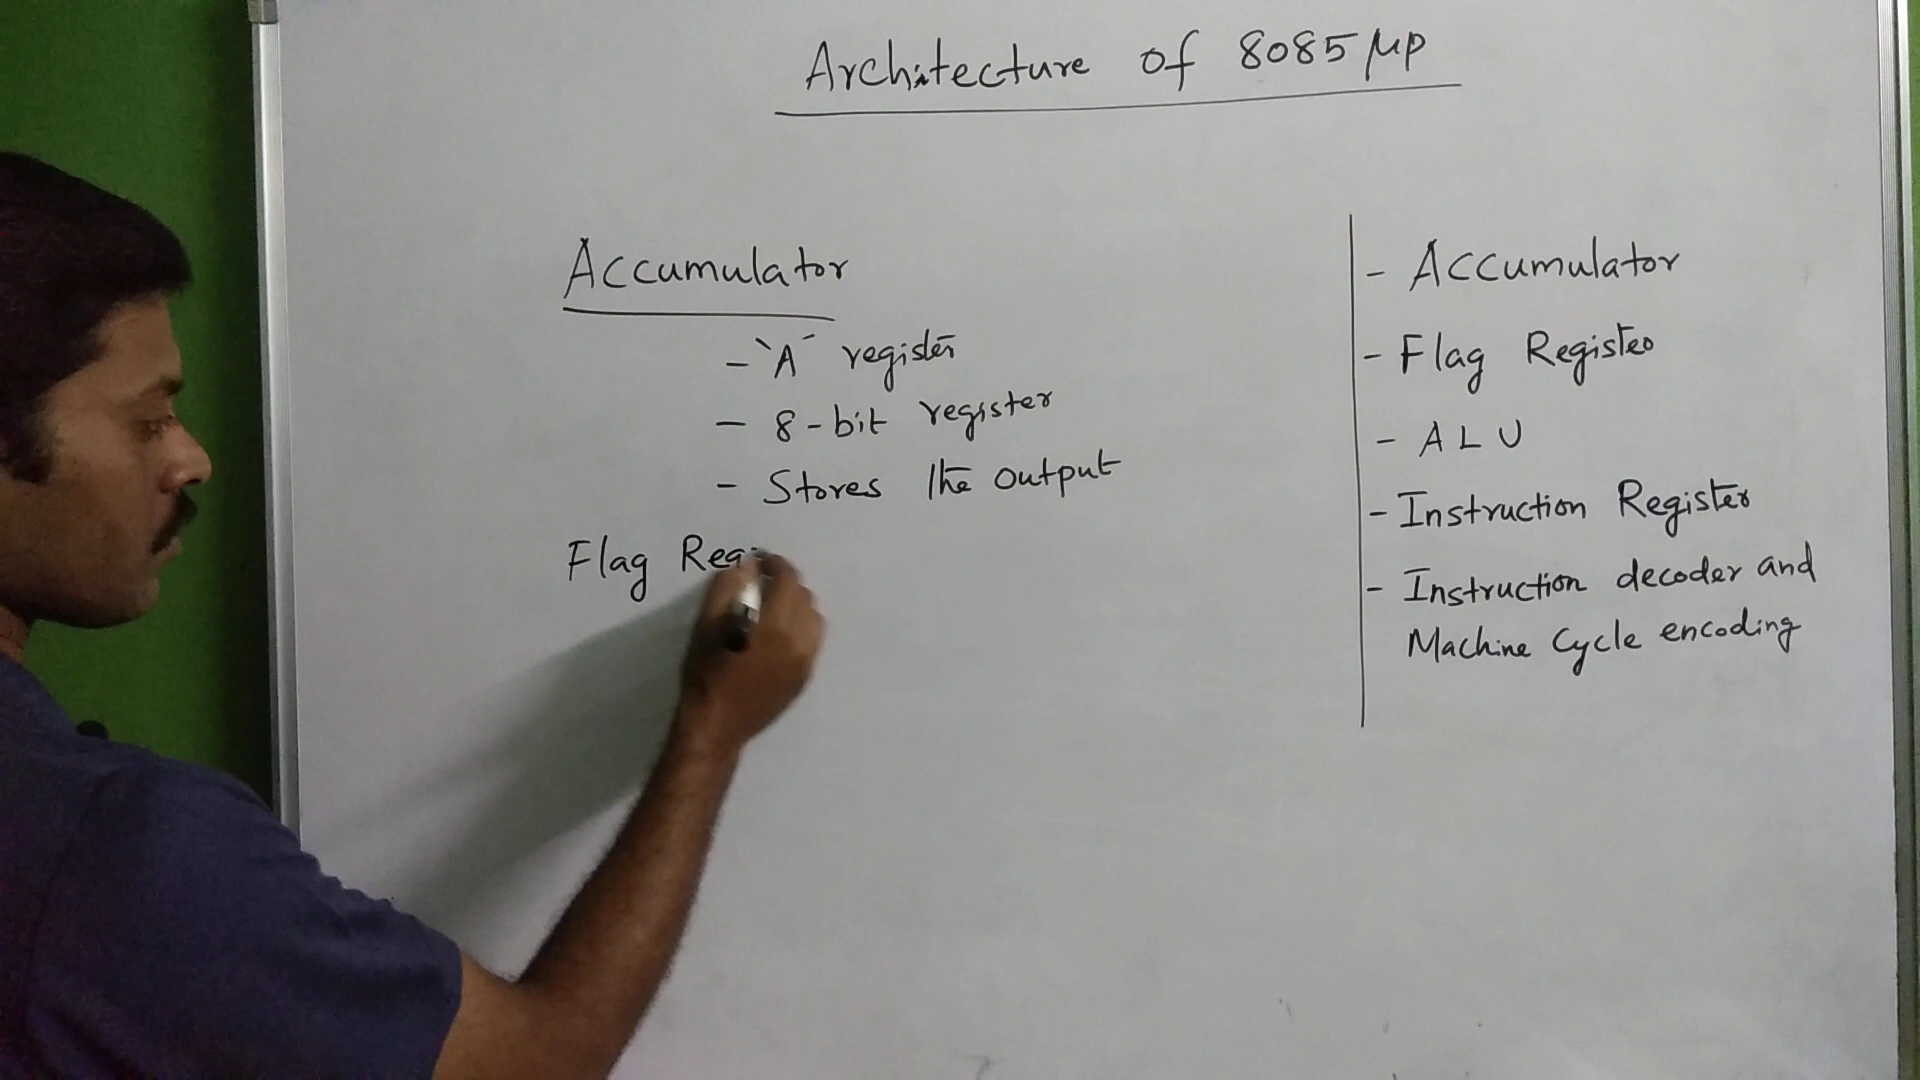 Architecture of 8085 μp
Accumulator
- `A´ register
- 8-bit register
- Stores the output
Flag Reg
- Accumulator
- Flag Register
- ALU
- Instruction Register
- Instruction decoder and
Machine Cycle encoding